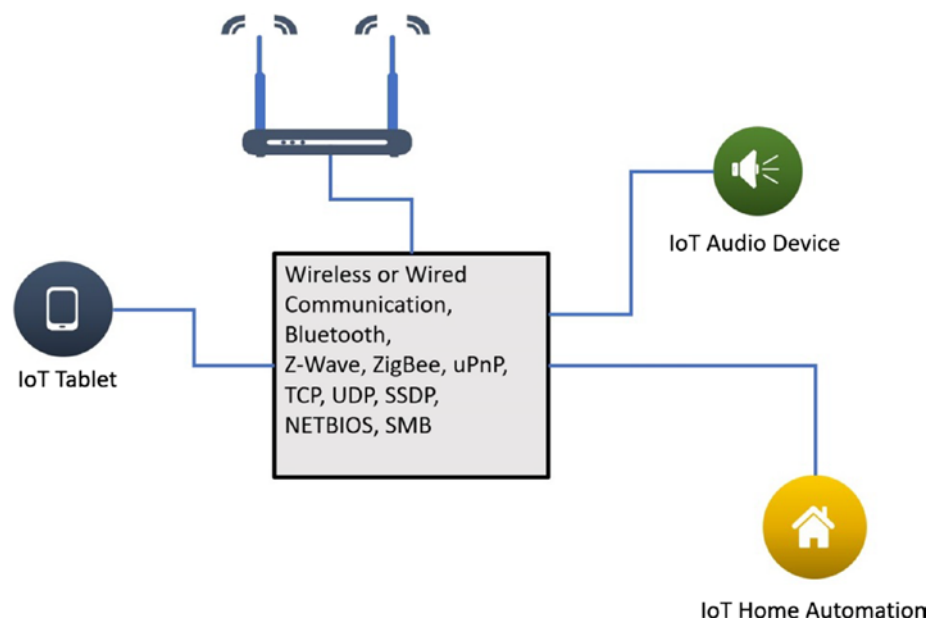 IoT Audio Device
Wireless or Wired
Communication,
Bluetooth,
Z-Wave, ZigBee, uPnP,
TCP, UDP, SSDP,
NETBIOS, SMB
IoT Tablet
IoT Home Automation